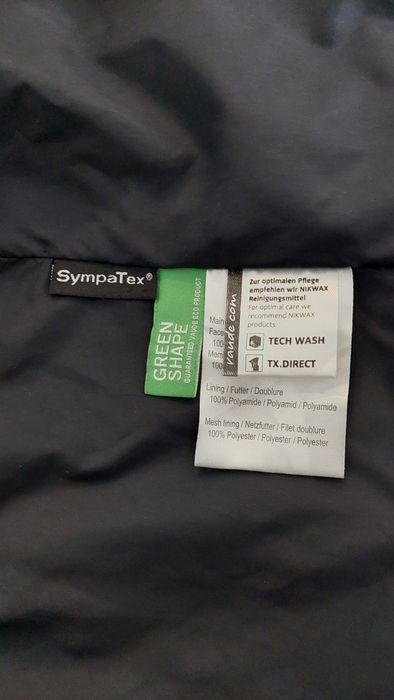 SympaTex®
GREEN
SHAPE
GUARANTEED VAUDE ECO PRODUCT
vaude.com
Zur optimalen Pflege
empfehlen wir NIKWAX
Reinigungsmittel
For optimal care we
recommend NIKWAX
products
TECH WASH
TX.DIRECT
Main
Face
100
Mem
100
Lining / Futter / Doublure
100% Polyamide / Polyamid / Polyamide
Mesh lining / Netzfutter / Filet doublure
100% Polyester / Polyester / Polyester